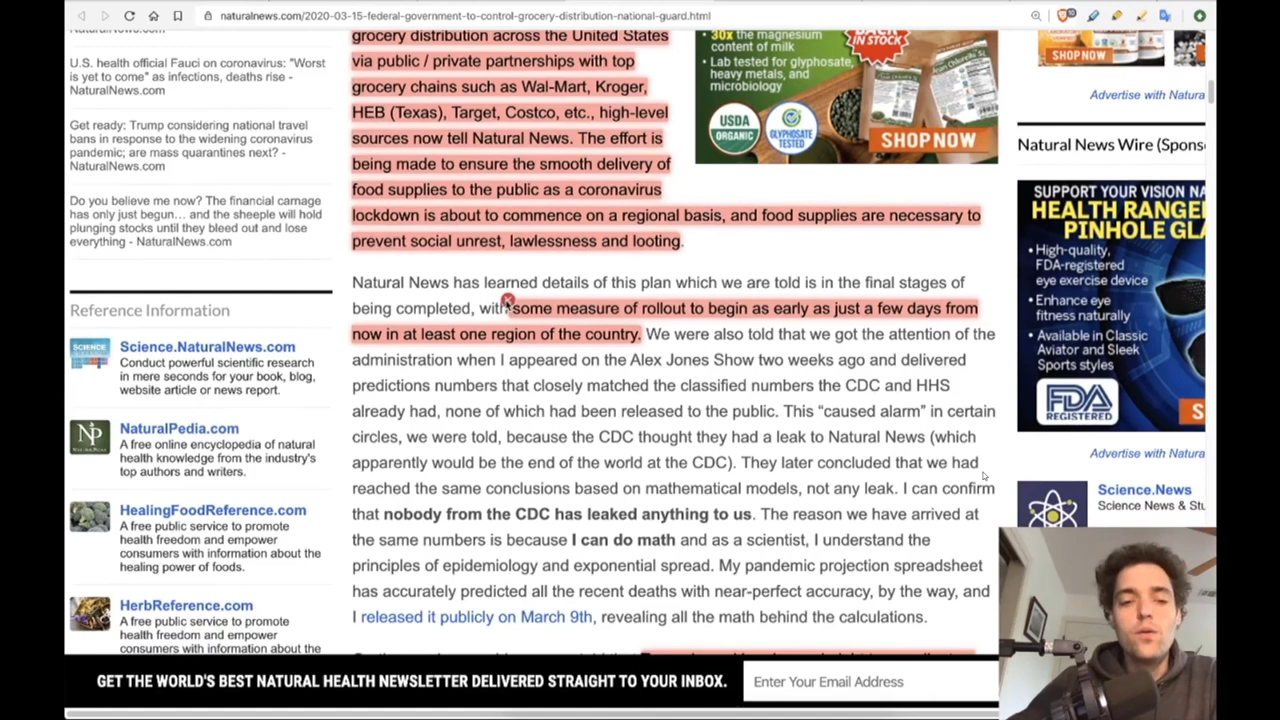 naturalnews.com/2020-03-15-federal-government-to-control-grocery-distribution-national-guard.html
U.S. health official Fauci on coronavirus: "Worst
is yet to come" as infections, deaths rise -
NaturalNews.com
Get ready: Trump considering national travel
bans in response to the widening coronavirus
pandemic; are mass quarantines next? -
NaturalNews.com
Do you believe me now? The financial carnage
has only just begun… and the sheeple will hold
plunging stocks until they bleed out and lose
everything - NaturalNews.com
Reference Information
Science.NaturalNews.com
Conduct powerful scientific research
in mere seconds for your book, blog,
website article or news report.
NaturalPedia.com
A free online encyclopedia of natural
health knowledge from the industry's
top authors and writers.
HealingFoodReference.com
A free public service to promote
health freedom and empower
consumers with information about the
healing power of foods.
HerbReference.com
A free public service to promote
health freedom and empower
consumers with information about the
grocery distribution across the United States
via public / private partnerships with top
grocery chains such as Wal-Mart, Kroger,
HEB (Texas), Target, Costco, etc., high-level
sources now tell Natural News. The effort is
being made to ensure the smooth delivery of
food supplies to the public as a coronavirus
lockdown is about to commence on a regional basis, and food supplies are necessary to
prevent social unrest, lawlessness and looting.
Natural News has learned details of this plan which we are told is in the final stages of
being completed, with some measure of rollout to begin as early as just a few days from
now in at least one region of the country. We were also told that we got the attention of the
administration when I appeared on the Alex Jones Show two weeks ago and delivered
predictions numbers that closely matched the classified numbers the CDC and HHS
already had, none of which had been released to the public. This “caused alarm” in certain
circles, we were told, because the CDC thought they had a leak to Natural News (which
apparently would be the end of the world at the CDC). They later concluded that we had
reached the same conclusions based on mathematical models, not any leak. I can confirm
that nobody from the CDC has leaked anything to us. The reason we have arrived at
the same numbers is because I can do math and as a scientist, I understand the
principles of epidemiology and exponential spread. My pandemic projection spreadsheet
has accurately predicted all the recent deaths with near-perfect accuracy, by the way, and
I released it publicly on March 9th, revealing all the math behind the calculations.
• 30x the magnesium
content of milk
• Lab tested for glyphosate,
heavy metals, and
microbiology
BACK
IN STOCK
USDA
ORGANIC
GLYPHOSATE
TESTED
SHOP NOW
SHOP NOW
Advertise with Natura
Natural News Wire (Spons
SUPPORT YOUR VISION NA
HEALTH RANGER
PINHOLE GLA
• High-quality,
FDA-registered
eye exercise device
• Enhance eye
fitness naturally
• Available in Classic
Aviator and Sleek
Sports styles
FDA
REGISTERED
S
Advertise with Natura
Science.News
Science News & Stu
GET THE WORLD'S BEST NATURAL HEALTH NEWSLETTER DELIVERED STRAIGHT TO YOUR INBOX.
Enter Your Email Address